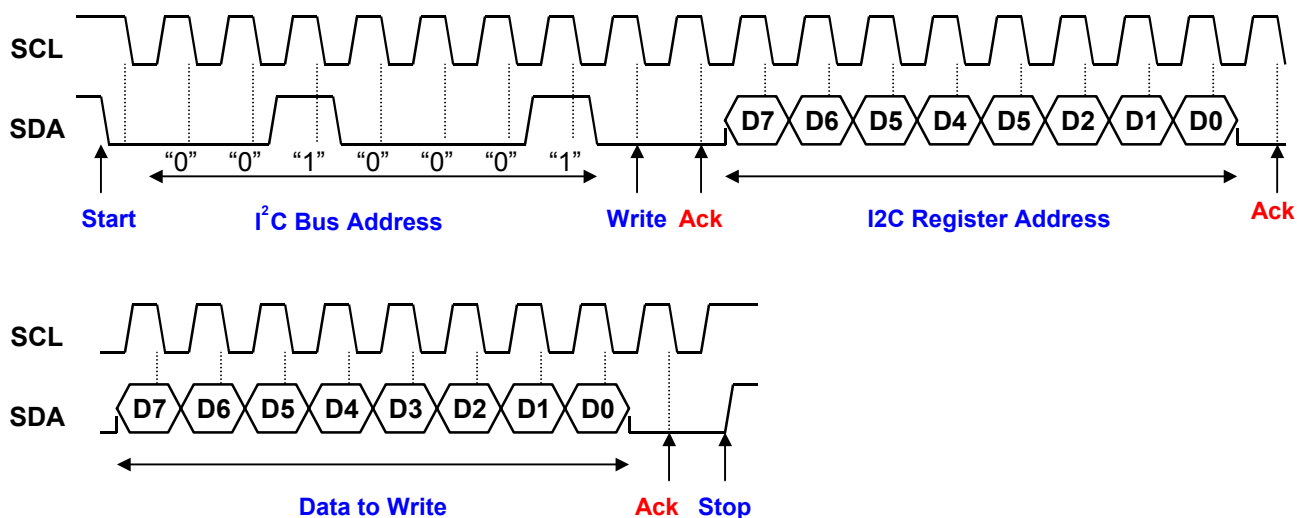 SCL
SDA D7 D6 D5 D4 D5 D2 D1 D0
“0” “0” “1” “0” “0” “0” “1”
Start I²C Bus Address Write Ack I2C Register Address Ack
SCL
SDA D7 D6 D5 D4 D3 D2 D1 D0
Data to Write Ack Stop